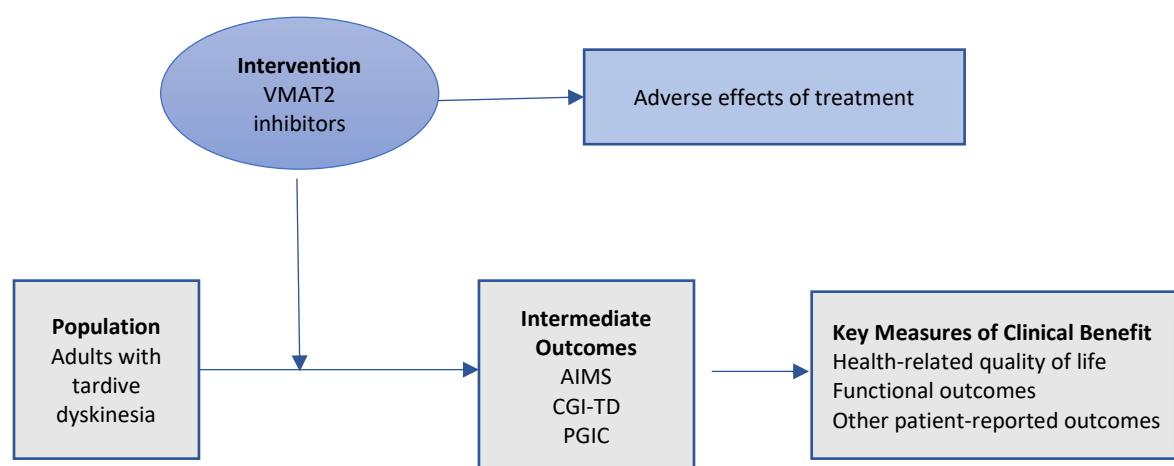 Intervention
VMAT2
inhibitors
Adverse effects of treatment
Population
Adults with
tardive
dyskinesia
Intermediate
Outcomes
AIMS
CGI-TD
PGIC
Key Measures of Clinical Benefit
Health-related quality of life
Functional outcomes
Other patient-reported outcomes